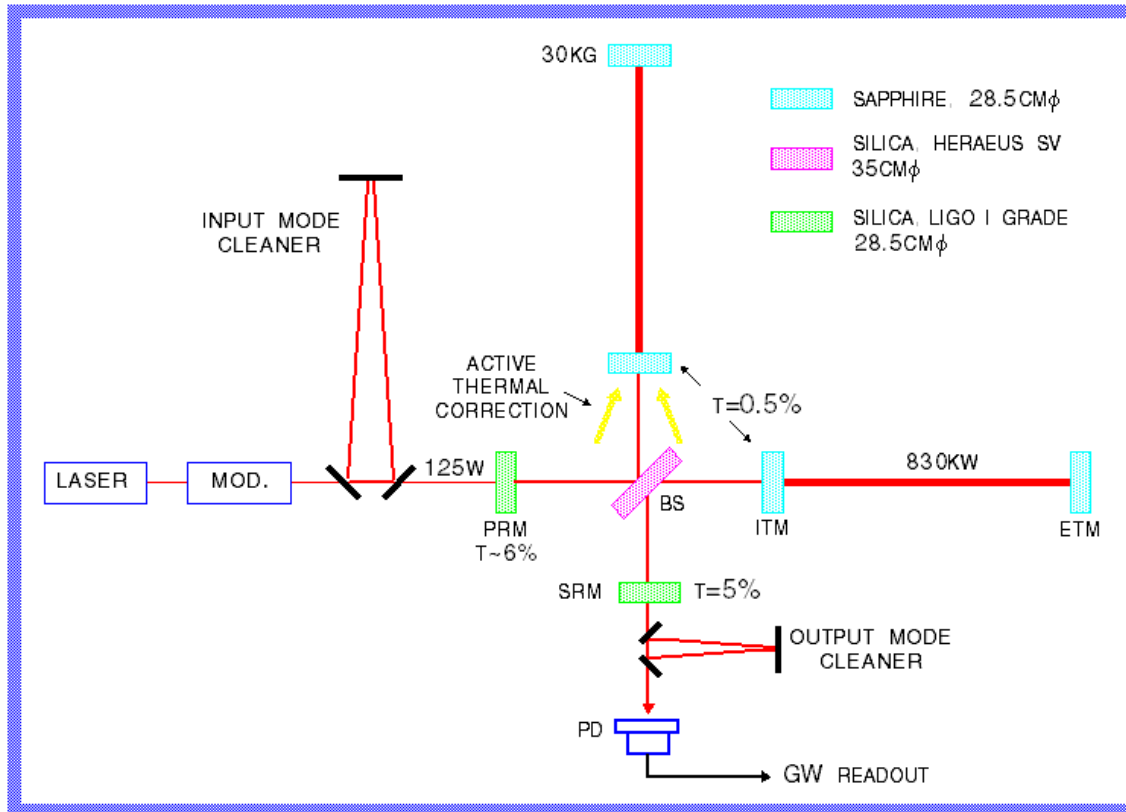 30KG
SAPPHIRE, 28.5CMϕ
SILICA, HERAEUS SV
35CMϕ
SILICA, LIGO I GRADE
28.5CMϕ
INPUT MODE
CLEANER
ACTIVE
THERMAL
CORRECTION
T=0.5%
LASER
MOD.
125W
830KW
PRM
T~6%
BS
ITM
ETM
SRM
T=5%
OUTPUT MODE
CLEANER
PD
GW READOUT